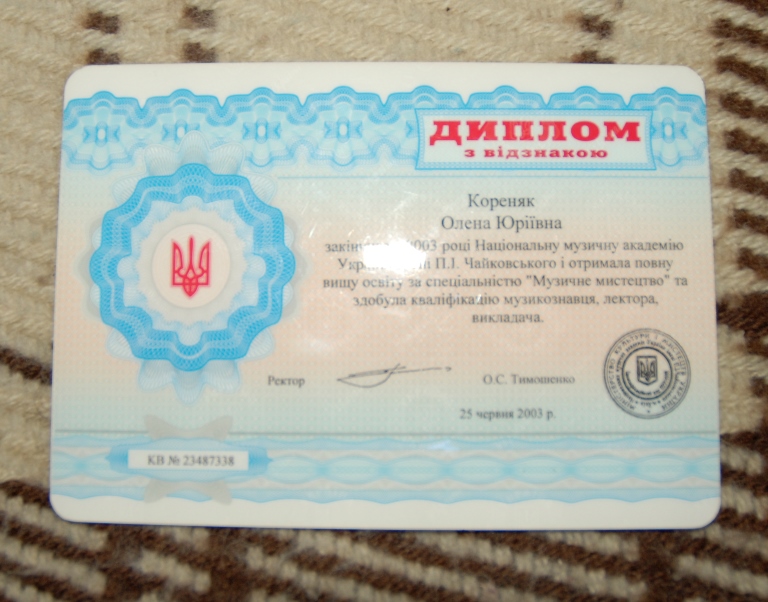 ДИПЛОМ
з відзнакою
Кореняк
Олена Юріївна
2003 році Національну музичну академію
П.І. Чайковського і отримала повну
вищу освіту за спеціальністю "Музичне мистецтво" та
здобула кваліфікацію музикознавця, лектора,
викладача.
Ректор О.С. Тимошенко
25 червня 2003 р.
КВ № 23487338